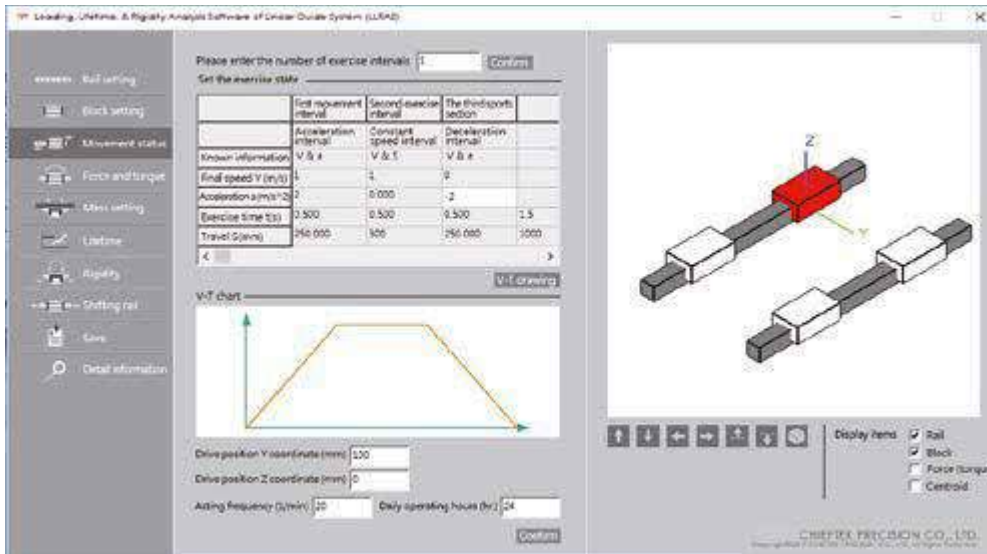 Loading, Lifetime, & Rigidity Analysis Software of Linear Guide System (LLRAS)
Rail setting
Block setting
Movement status
Force and torque
Mass setting
Lifetime
Rigidity
Shifting rail
Save
Detail information
Please enter the number of exercise intervals 3 Confirm
Set the exercise state
First movement interval Second exercise interval The third sports section
Acceleration interval Constant speed interval Deceleration interval
Known information V & a V & t V & a
Final speed V (m/s) 1 1 0
Acceleration a (m/s^2) 2 0.000 -2
Exercise time t(s) 0.500 0.500 0.500 1.5
Travel S(mm) 250.000 500 250.000 1000
V-T drawing
V-T chart
Drive position Y coordinate (mm) 100
Drive position Z coordinate (mm) 0
Acting frequency (1/min) 20 Daily operating hours (hr) 24
Confirm
Z
Y
Display items
Rail
Block
Force (torqu
Centroid
CHIEFTEK PRECISION CO., LTD.